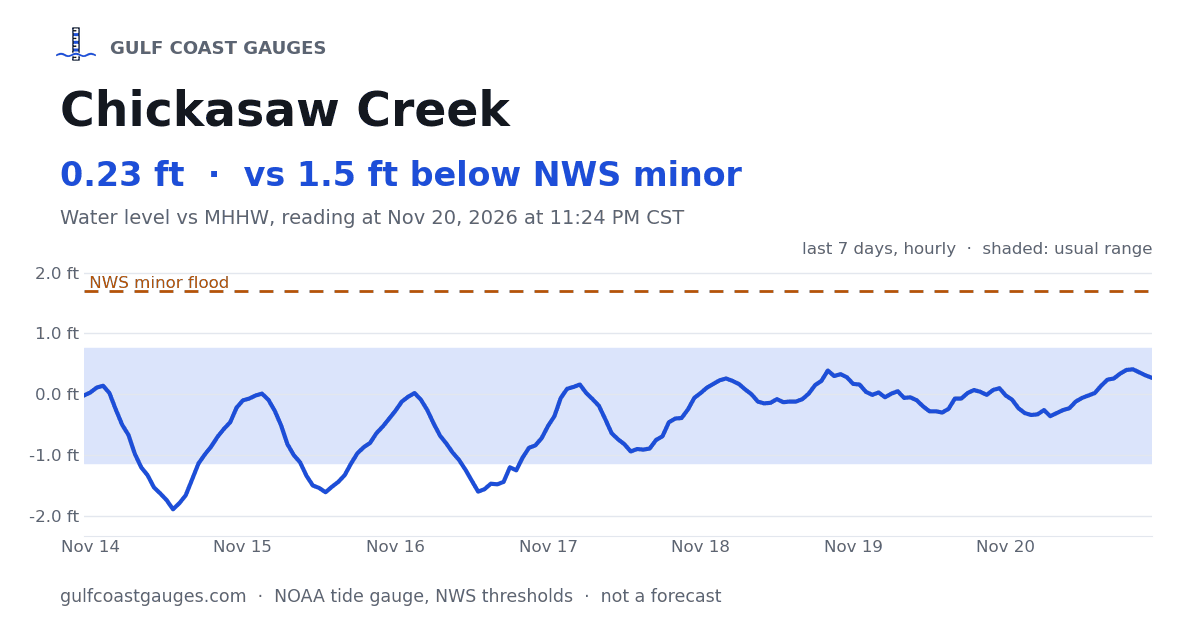 GULF COAST GAUGES
Chickasaw Creek
0.23 ft · vs 1.5 ft below NWS minor
Water level vs MHHW, reading at Nov 20, 2026 at 11:24 PM CST
last 7 days, hourly · shaded: usual range
2.0 ft
NWS minor flood
1.0 ft
0.0 ft
-1.0 ft
-2.0 ft
Nov 14 Nov 15 Nov 16 Nov 17 Nov 18 Nov 19 Nov 20
gulfcoastgauges.com · NOAA tide gauge, NWS thresholds · not a forecast